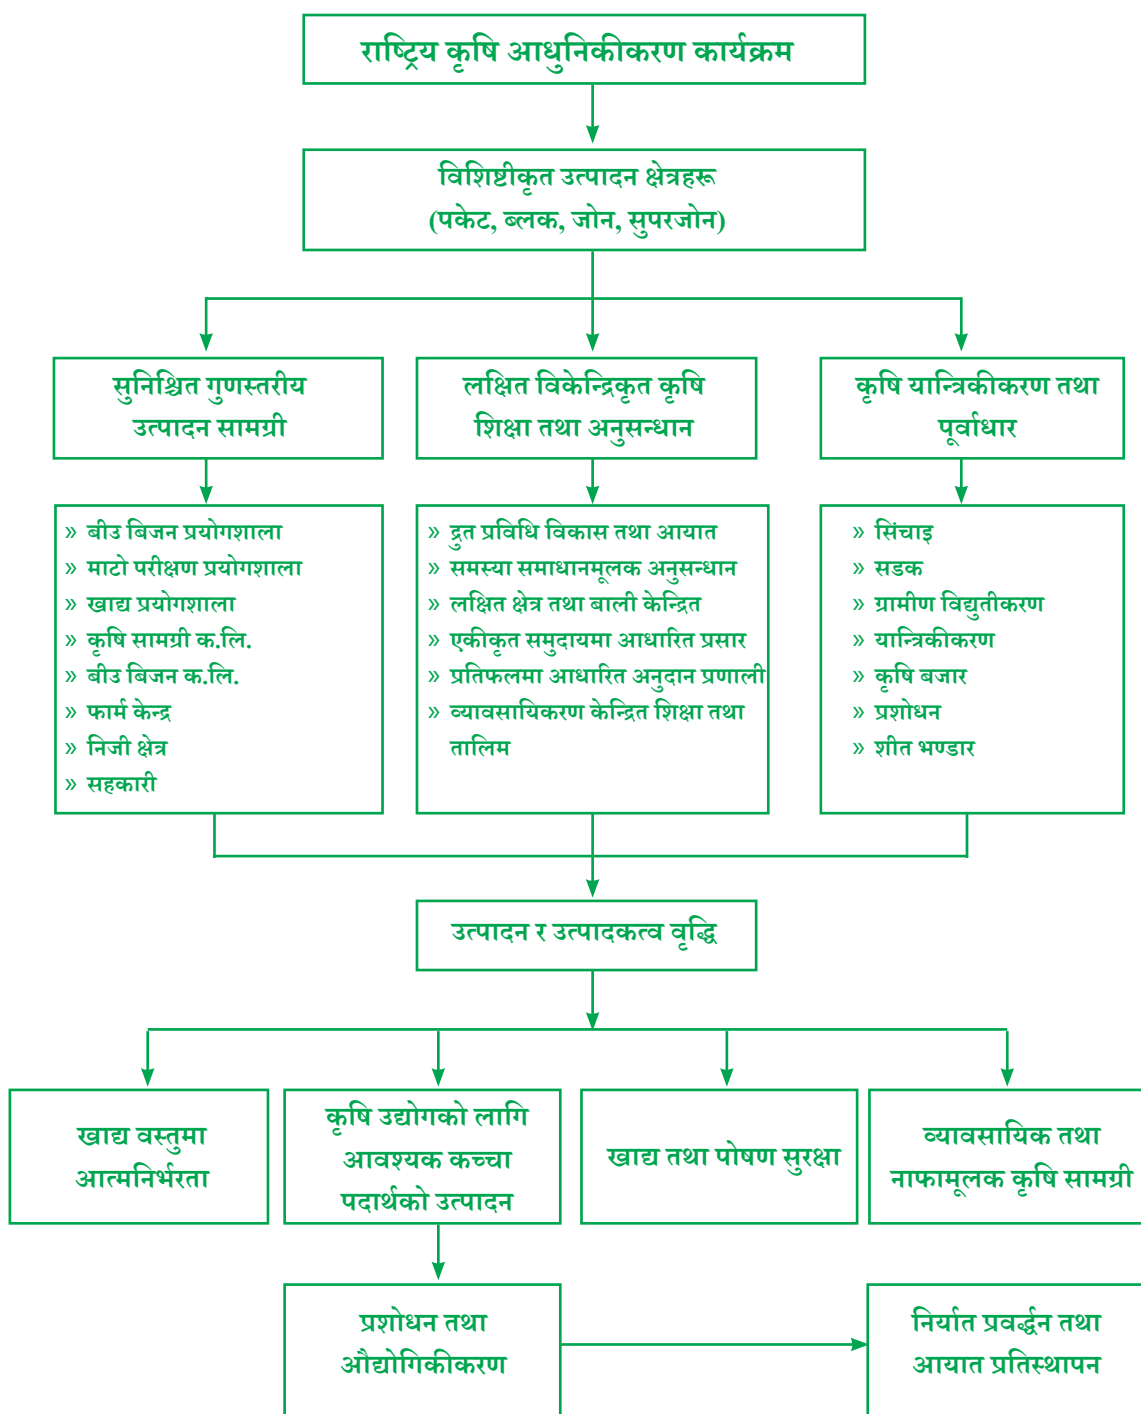 राष्ट्रिय कृषि आधुनिकीकरण कार्यक्रम
विशिष्टीकृत उत्पादन क्षेत्रहरू
(पकेट, ब्लक, जोन, सुपरजोन)
सुनिश्चित गुणस्तरीय
उत्पादन सामग्री
लक्षित विकेन्द्रिकृत कृषि
शिक्षा तथा अनुसन्धान
कृषि यान्त्रिकीकरण तथा
पूर्वाधार
» बीउ बिजन प्रयोगशाला
» माटो परीक्षण प्रयोगशाला
» खाद्य प्रयोगशाला
» कृषि सामग्री क.लि.
» बीउ बिजन क.लि.
» फार्म केन्द्र
» निजी क्षेत्र
» सहकारी
» द्रुत प्रविधि विकास तथा आयात
» समस्या समाधानमूलक अनुसन्धान
» लक्षित क्षेत्र तथा बाली केन्द्रित
» एकीकृत समुदायमा आधारित प्रसार
» प्रतिफलमा आधारित अनुदान प्रणाली
» व्यावसायिकरण केन्द्रित शिक्षा तथा
तालिम
» सिंचाइ
» सडक
» ग्रामीण विद्युतीकरण
» यान्त्रिकीकरण
» कृषि बजार
» प्रशोधन
» शीत भण्डार
उत्पादन र उत्पादकत्व वृद्धि
खाद्य वस्तुमा
आत्मनिर्भरता
कृषि उद्योगको लागि
आवश्यक कच्चा
पदार्थको उत्पादन
खाद्य तथा पोषण सुरक्षा
व्यावसायिक तथा
नाफामूलक कृषि सामग्री
प्रशोधन तथा
औद्योगिकीकरण
निर्यात प्रवर्द्धन तथा
आयात प्रतिस्थापन